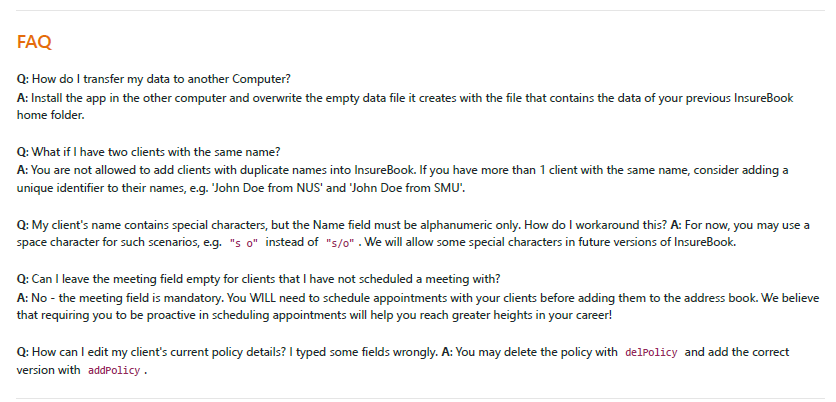 FAQ
Q: How do I transfer my data to another Computer?
A: Install the app in the other computer and overwrite the empty data file it creates with the file that contains the data of your previous InsureBook
home folder.
Q: What if I have two clients with the same name?
A: You are not allowed to add clients with duplicate names into InsureBook. If you have more than 1 client with the same name, consider adding a
unique identifier to their names, e.g. 'John Doe from NUS' and 'John Doe from SMU'.
Q: My client's name contains special characters, but the Name field must be alphanumeric only. How do I workaround this? A: For now, you may use a
space character for such scenarios, e.g. "s o" instead of "s/o" . We will allow some special characters in future versions of InsureBook.
Q: Can I leave the meeting field empty for clients that I have not scheduled a meeting with?
A: No - the meeting field is mandatory. You WILL need to schedule appointments with your clients before adding them to the address book. We believe
that requiring you to be proactive in scheduling appointments will help you reach greater heights in your career!
Q: How can I edit my client's current policy details? I typed some fields wrongly. A: You may delete the policy with delPolicy and add the correct
version with addPolicy .